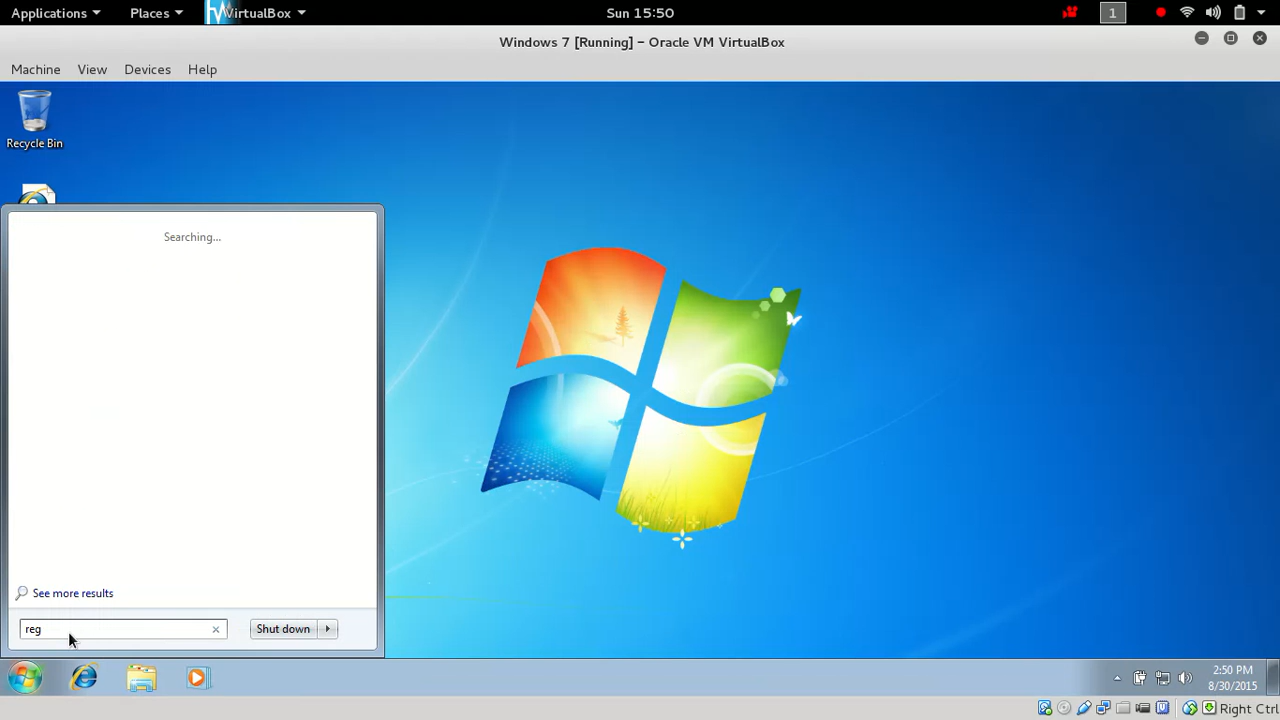 Applications Places VirtualBox Sun 15:50 1
Windows 7 [Running] – Oracle VM VirtualBox
Machine View Devices Help
Recycle Bin
Searching...
See more results
reg Shut down
2:50 PM
8/30/2015
Right Ctrl